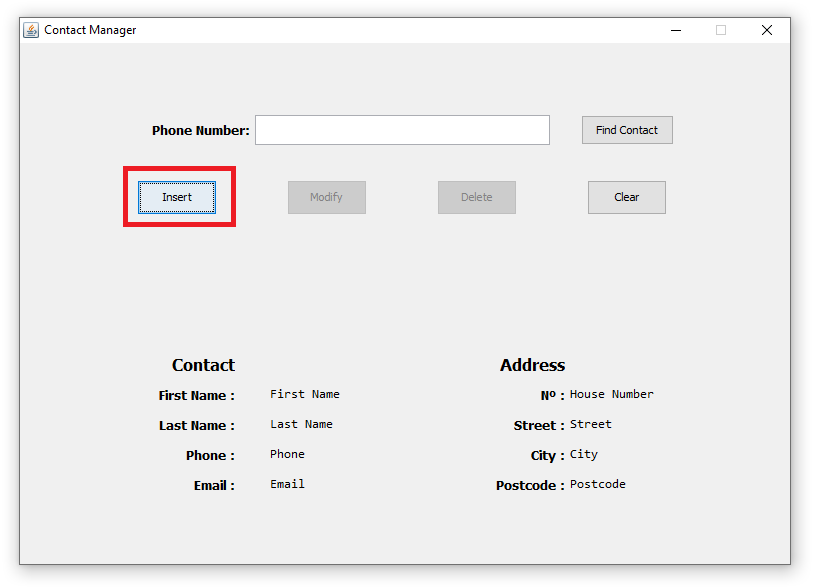 Contact Manager
Phone Number: Find Contact
Insert Modify Delete Clear
Contact Address
First Name : First Name Nº : House Number
Last Name : Last Name Street : Street
Phone : Phone City : City
Email : Email Postcode : Postcode